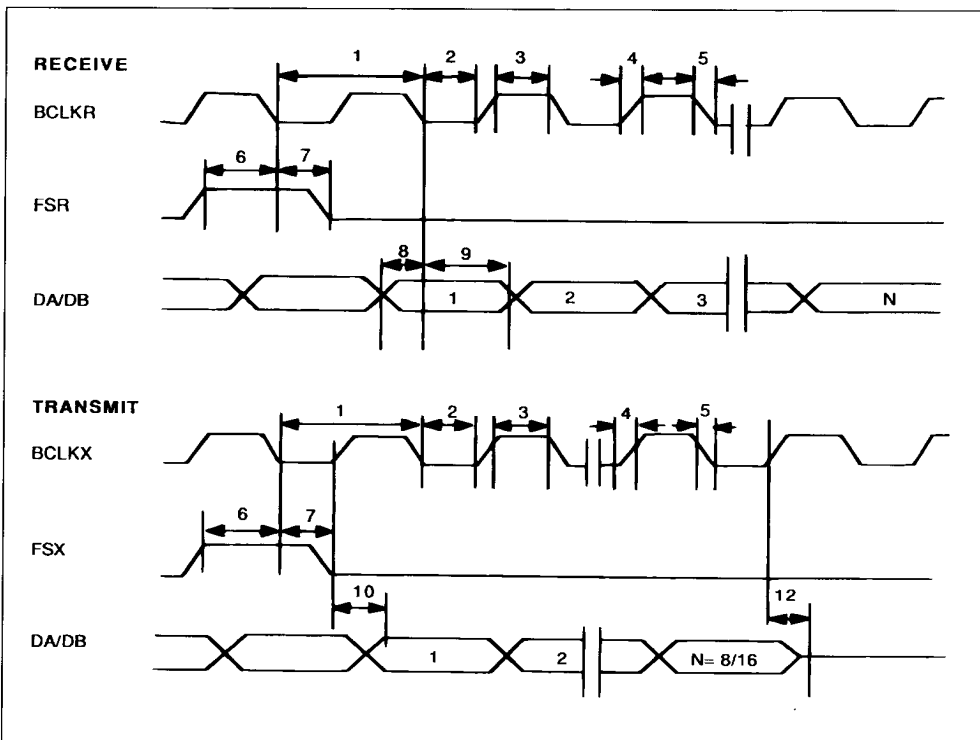 RECEIVE
1 2 3 4 5
BCLKR
6 7
FSR
8 9
DA/DB
1 2 3 N
TRANSMIT
1 2 3 4 5
BCLKX
6 7
FSX
10 12
DA/DB
1 2 N= 8/16